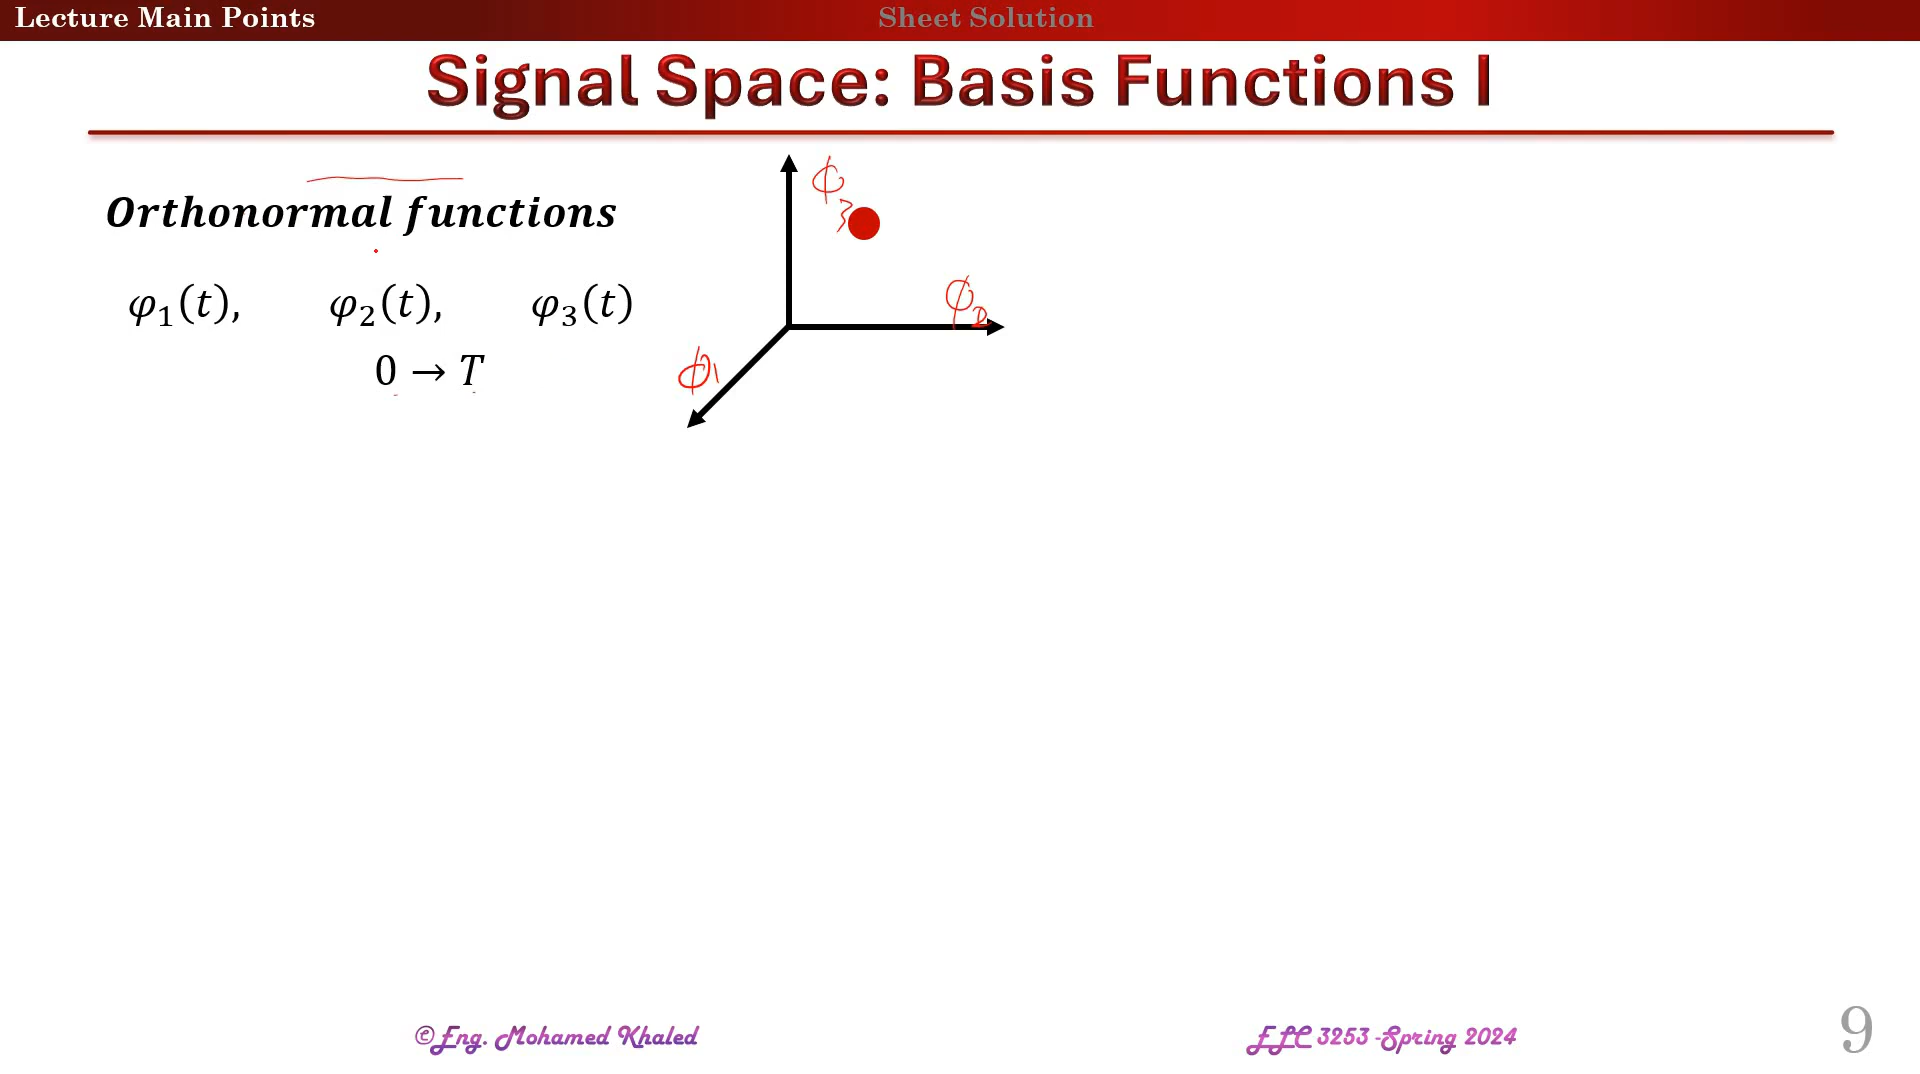 Lecture Main Points
Sheet Solution
Signal Space: Basis Functions I
Orthonormal functions
φ₁(t), φ₂(t), φ₃(t)
0 → T
ϕ3
ϕ2
ϕ1
©Eng. Mohamed Khaled
ELC 3253 -Spring 2024
9